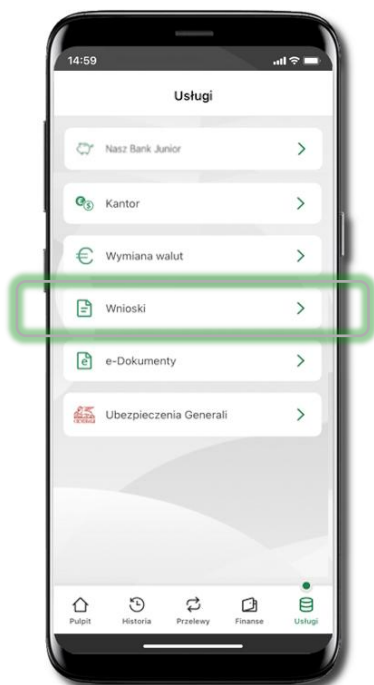 14:59
Usługi
Nasz Bank Junior
Kantor
Wymiana walut
Wnioski
e-Dokumenty
Ubezpieczenia Generali
Pulpit
Historia
Przelewy
Finanse
Usługi